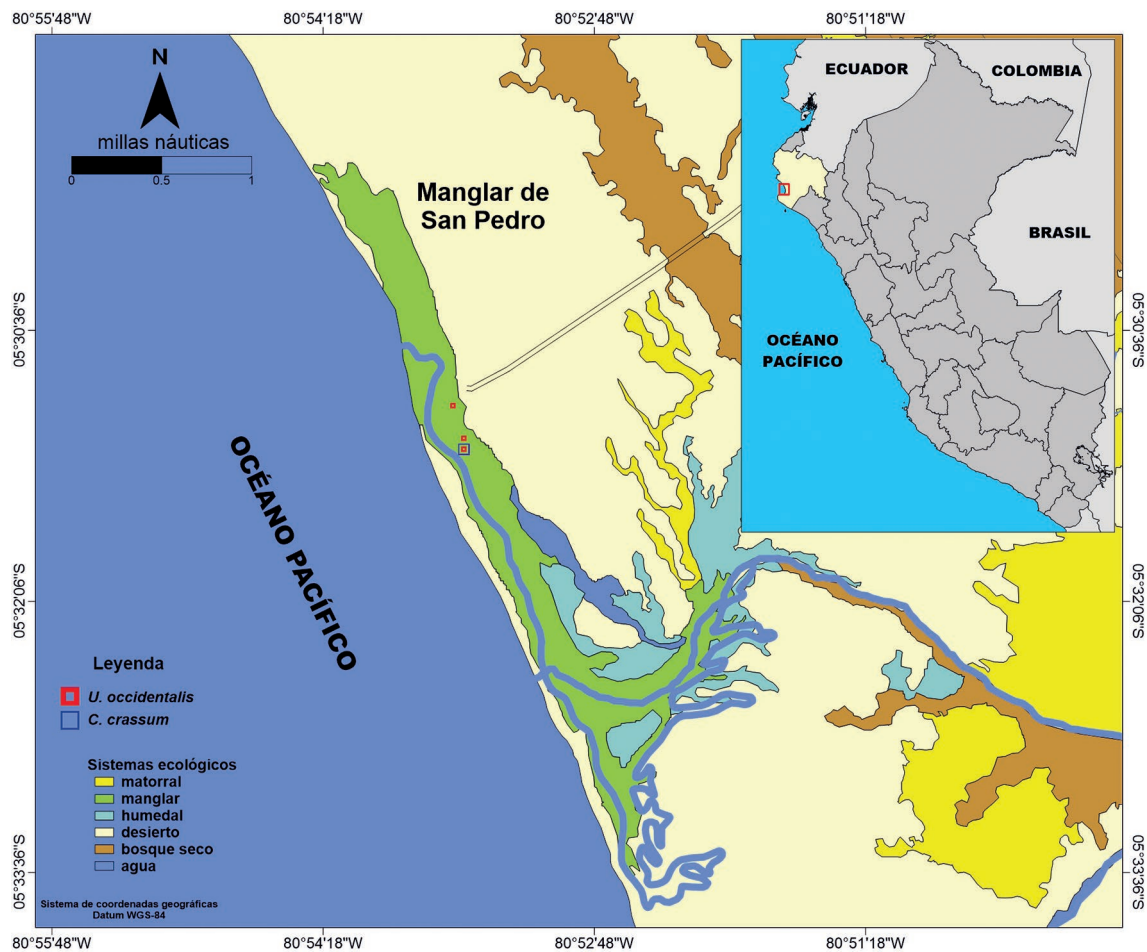 80°55'48"W
80°54'18"W
80°52'48"W
80°51'18"W
N
millas náuticas
0
0.5
1
Manglar de
San Pedro
ECUADOR
COLOMBIA
BRASIL
OCÉANO
PACÍFICO
05°30'36"S
05°30'36"S
OCÉANO PACÍFICO
05°32'06"S
05°32'06"S
Leyenda
U. occidentalis
C. crassum
Sistemas ecológicos
matorral
manglar
humedal
desierto
bosque seco
agua
05°33'36"S
05°33'36"S
Sistema de coordenadas geográficas
Datum WGS-84
80°55'48"W
80°54'18"W
80°52'48"W
80°51'18"W